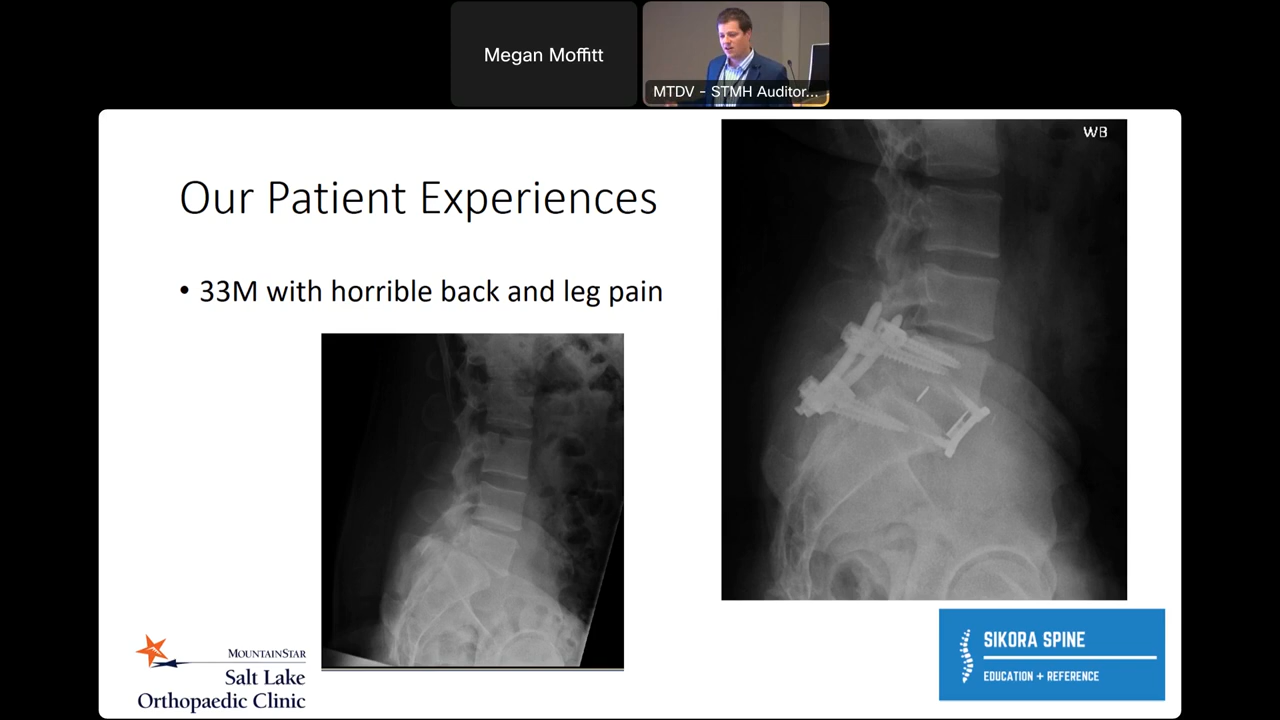 Megan Moffitt
MTDV - STMH Auditor...
WB
Our Patient Experiences
• 33M with horrible back and leg pain
MOUNTAINSTAR
Salt Lake
Orthopaedic Clinic
SIKORA SPINE
EDUCATION + REFERENCE